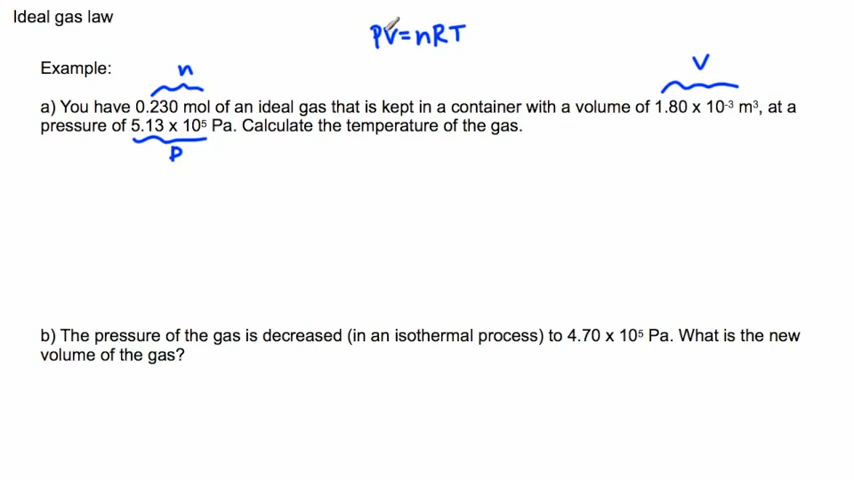 Ideal gas law
PV=nRT
Example:
n
V
a) You have 0.230 mol of an ideal gas that is kept in a container with a volume of 1.80 x 10⁻³ m³, at a
pressure of 5.13 x 10⁵ Pa. Calculate the temperature of the gas.
P
b) The pressure of the gas is decreased (in an isothermal process) to 4.70 x 10⁵ Pa. What is the new
volume of the gas?